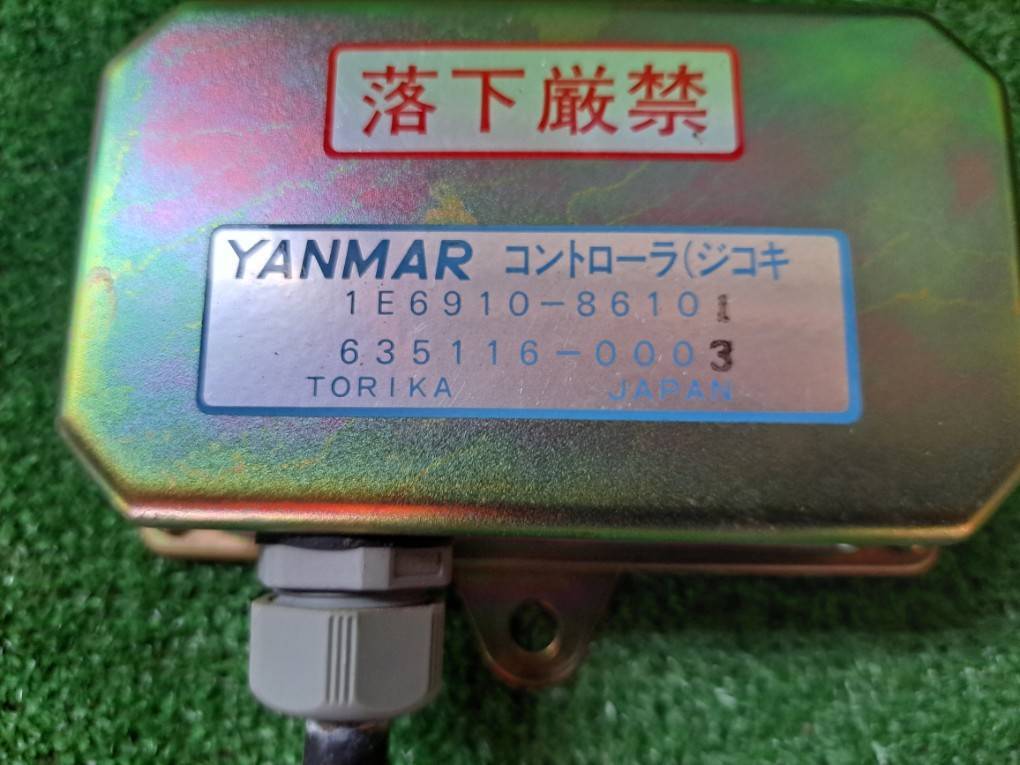 落下厳禁
YANMAR コントローラ(ジコキ
1E6910-86101
635116-0003
TORIKA JAPAN